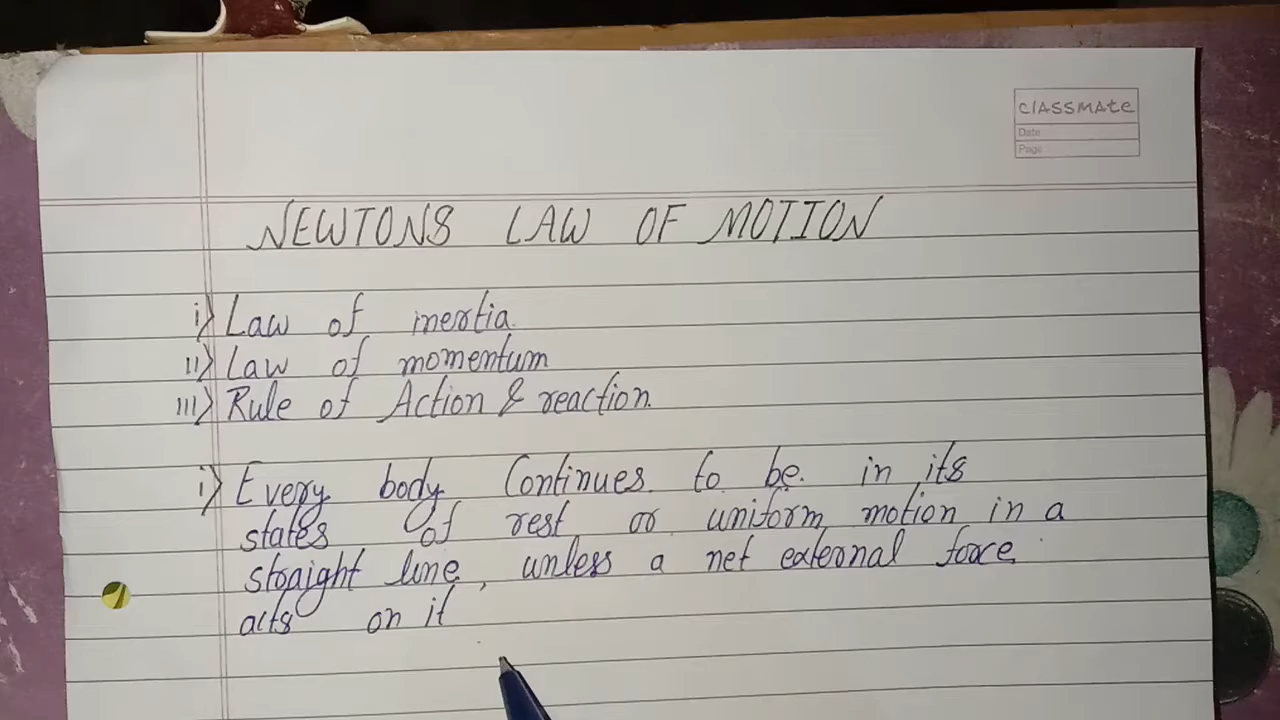 classmate
Date
Page
NEWTONS LAW OF MOTION
i) Law of inertia.
ii) Law of momentum
iii) Rule of Action & reaction.
i) Every body Continues to be in its
states of rest or uniform motion in a
straight line, unless a net external force
acts on it